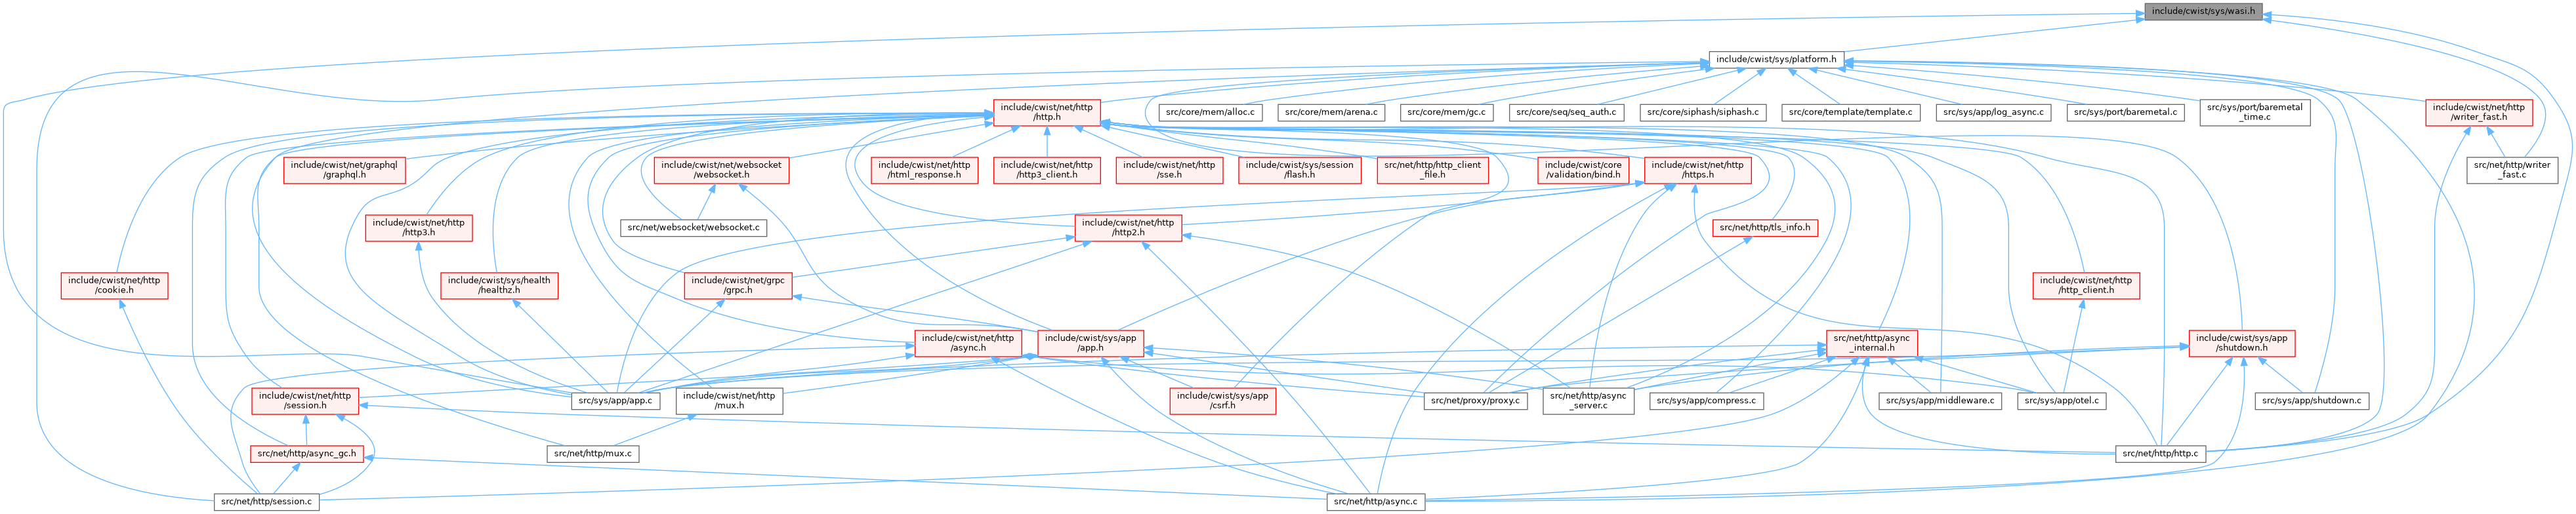 include/cwist/sys/wasi.h
include/cwist/sys/platform.h
include/cwist/net/http
/http.h
src/core/mem/alloc.c
src/core/mem/arena.c
src/core/mem/gc.c
src/core/seq/seq_auth.c
src/core/siphash/siphash.c
src/core/template/template.c
src/sys/app/log_async.c
src/sys/port/baremetal.c
src/sys/port/baremetal
_time.c
include/cwist/net/http
/writer_fast.h
include/cwist/net/graphql
/graphql.h
include/cwist/net/websocket
/websocket.h
include/cwist/net/http
/html_response.h
include/cwist/net/http
/http3_client.h
include/cwist/net/http
/sse.h
include/cwist/sys/session
/flash.h
src/net/http/http_client
_file.h
include/cwist/core
/validation/bind.h
include/cwist/net/http
/https.h
src/net/http/writer
_fast.c
include/cwist/net/http
/http3.h
src/net/websocket/websocket.c
include/cwist/net/http
/http2.h
src/net/http/tls_info.h
include/cwist/net/http
/cookie.h
include/cwist/sys/health
/healthz.h
include/cwist/net/grpc
/grpc.h
include/cwist/net/http
/http_client.h
include/cwist/net/http
/async.h
include/cwist/sys/app
/app.h
src/net/http/async
_internal.h
include/cwist/sys/app
/shutdown.h
include/cwist/net/http
/session.h
src/sys/app/app.c
include/cwist/net/http
/mux.h
include/cwist/sys/app
/csrf.h
src/net/proxy/proxy.c
src/net/http/async
_server.c
src/sys/app/compress.c
src/sys/app/middleware.c
src/sys/app/otel.c
src/sys/app/shutdown.c
src/net/http/async_gc.h
src/net/http/mux.c
src/net/http/http.c
src/net/http/session.c
src/net/http/async.c